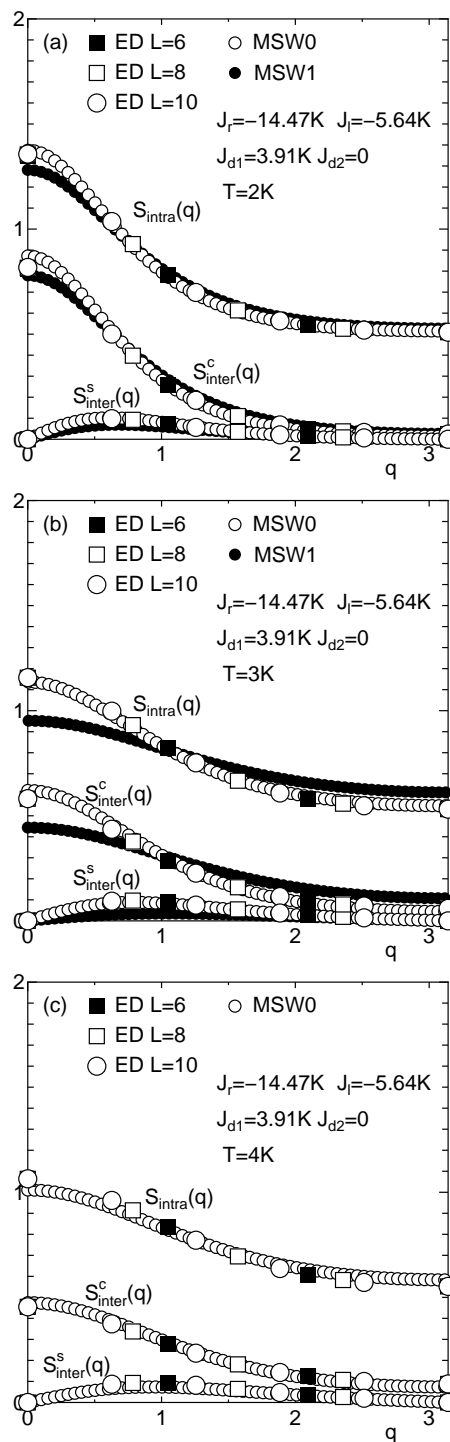 2
(a) ■ ED L=6 ○ MSW0
□ ED L=8 ● MSW1
○ ED L=10
J_r=−14.47K J_l=−5.64K
J_d1=3.91K J_d2=0
T=2K
S_intra(q)
1
S^c_inter(q)
S^s_inter(q)
0
0 1 2 3
q
2
(b) ■ ED L=6 ○ MSW0
□ ED L=8 ● MSW1
○ ED L=10
J_r=−14.47K J_l=−5.64K
J_d1=3.91K J_d2=0
T=3K
S_intra(q)
1
S^c_inter(q)
S^s_inter(q)
0
0 1 2 3
q
2
(c) ■ ED L=6 ○ MSW0
□ ED L=8
○ ED L=10
J_r=−14.47K J_l=−5.64K
J_d1=3.91K J_d2=0
T=4K
1
S_intra(q)
S^c_inter(q)
S^s_inter(q)
0
0 1 2 3
q